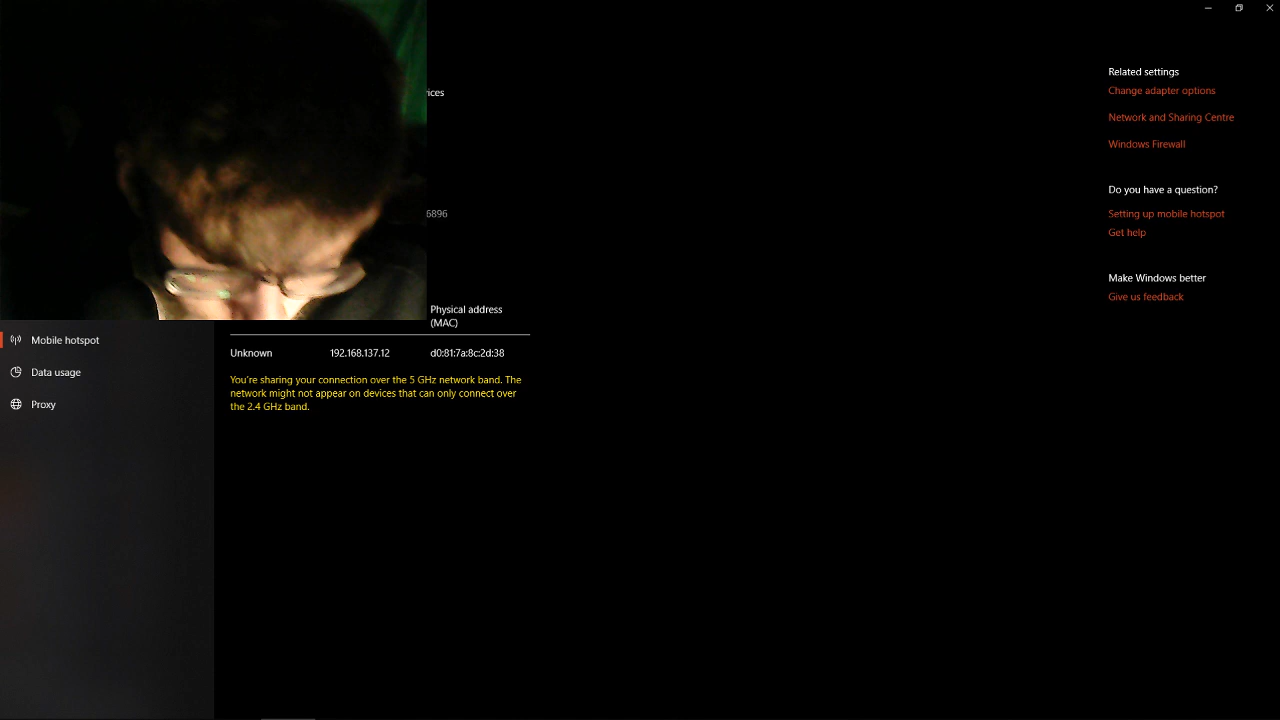 ices
6896
Mobile hotspot
Data usage
Proxy
Physical address
(MAC)
Unknown 192.168.137.12 d0:81:7a:8c:2d:38
You're sharing your connection over the 5 GHz network band. The
network might not appear on devices that can only connect over
the 2.4 GHz band.
Related settings
Change adapter options
Network and Sharing Centre
Windows Firewall
Do you have a question?
Setting up mobile hotspot
Get help
Make Windows better
Give us feedback